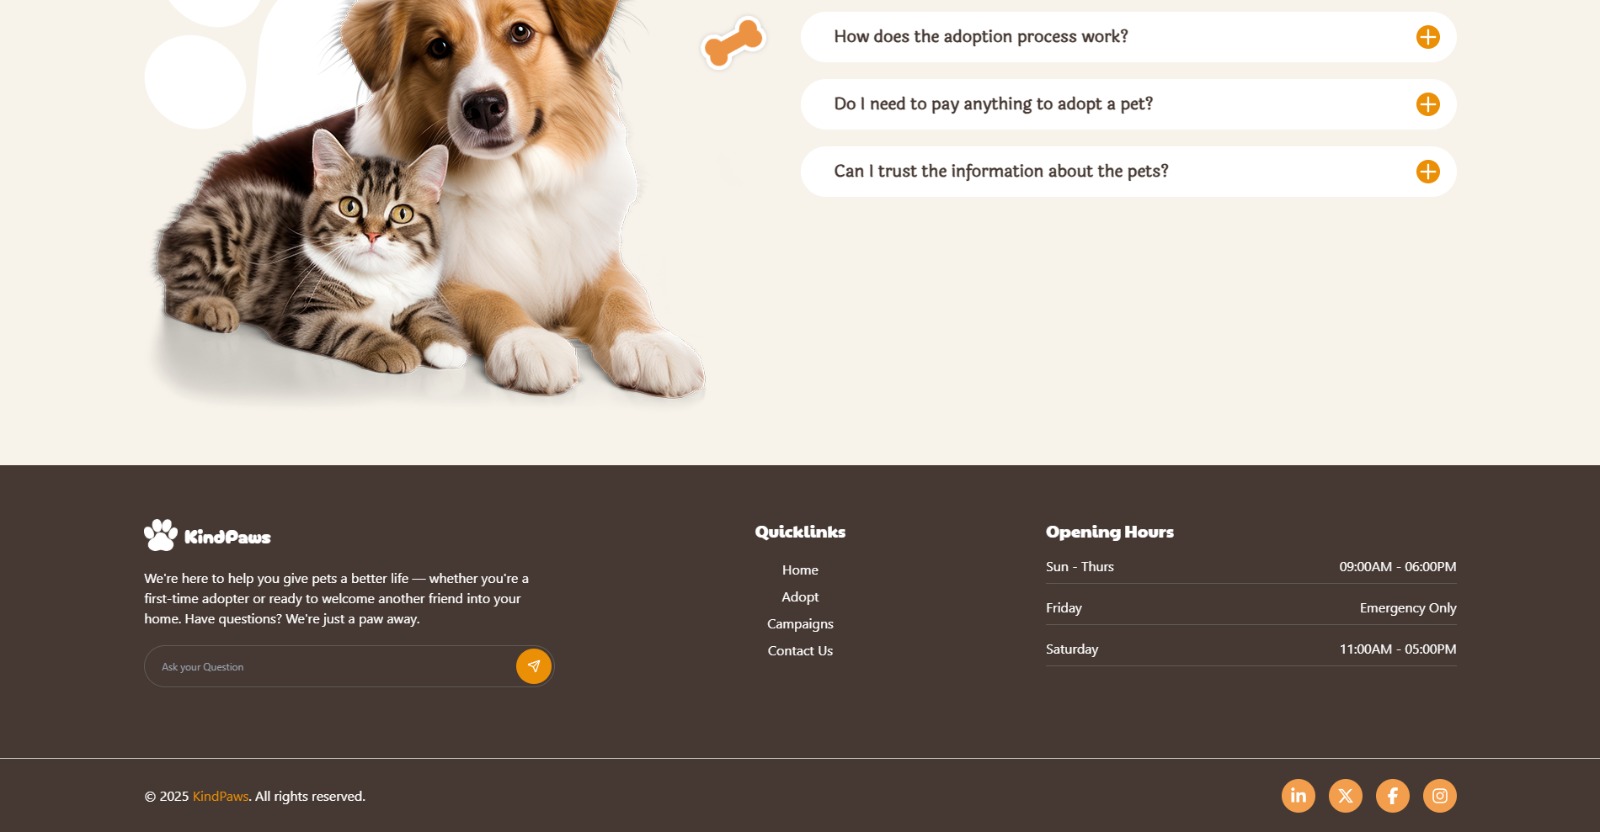 How does the adoption process work?
Do I need to pay anything to adopt a pet?
Can I trust the information about the pets?
KindPaws
We're here to help you give pets a better life — whether you're a
first-time adopter or ready to welcome another friend into your
home. Have questions? We're just a paw away.
Ask your Question
Quicklinks
Home
Adopt
Campaigns
Contact Us
Opening Hours
Sun - Thurs 09:00AM - 06:00PM
Friday Emergency Only
Saturday 11:00AM - 05:00PM
© 2025 KindPaws. All rights reserved.